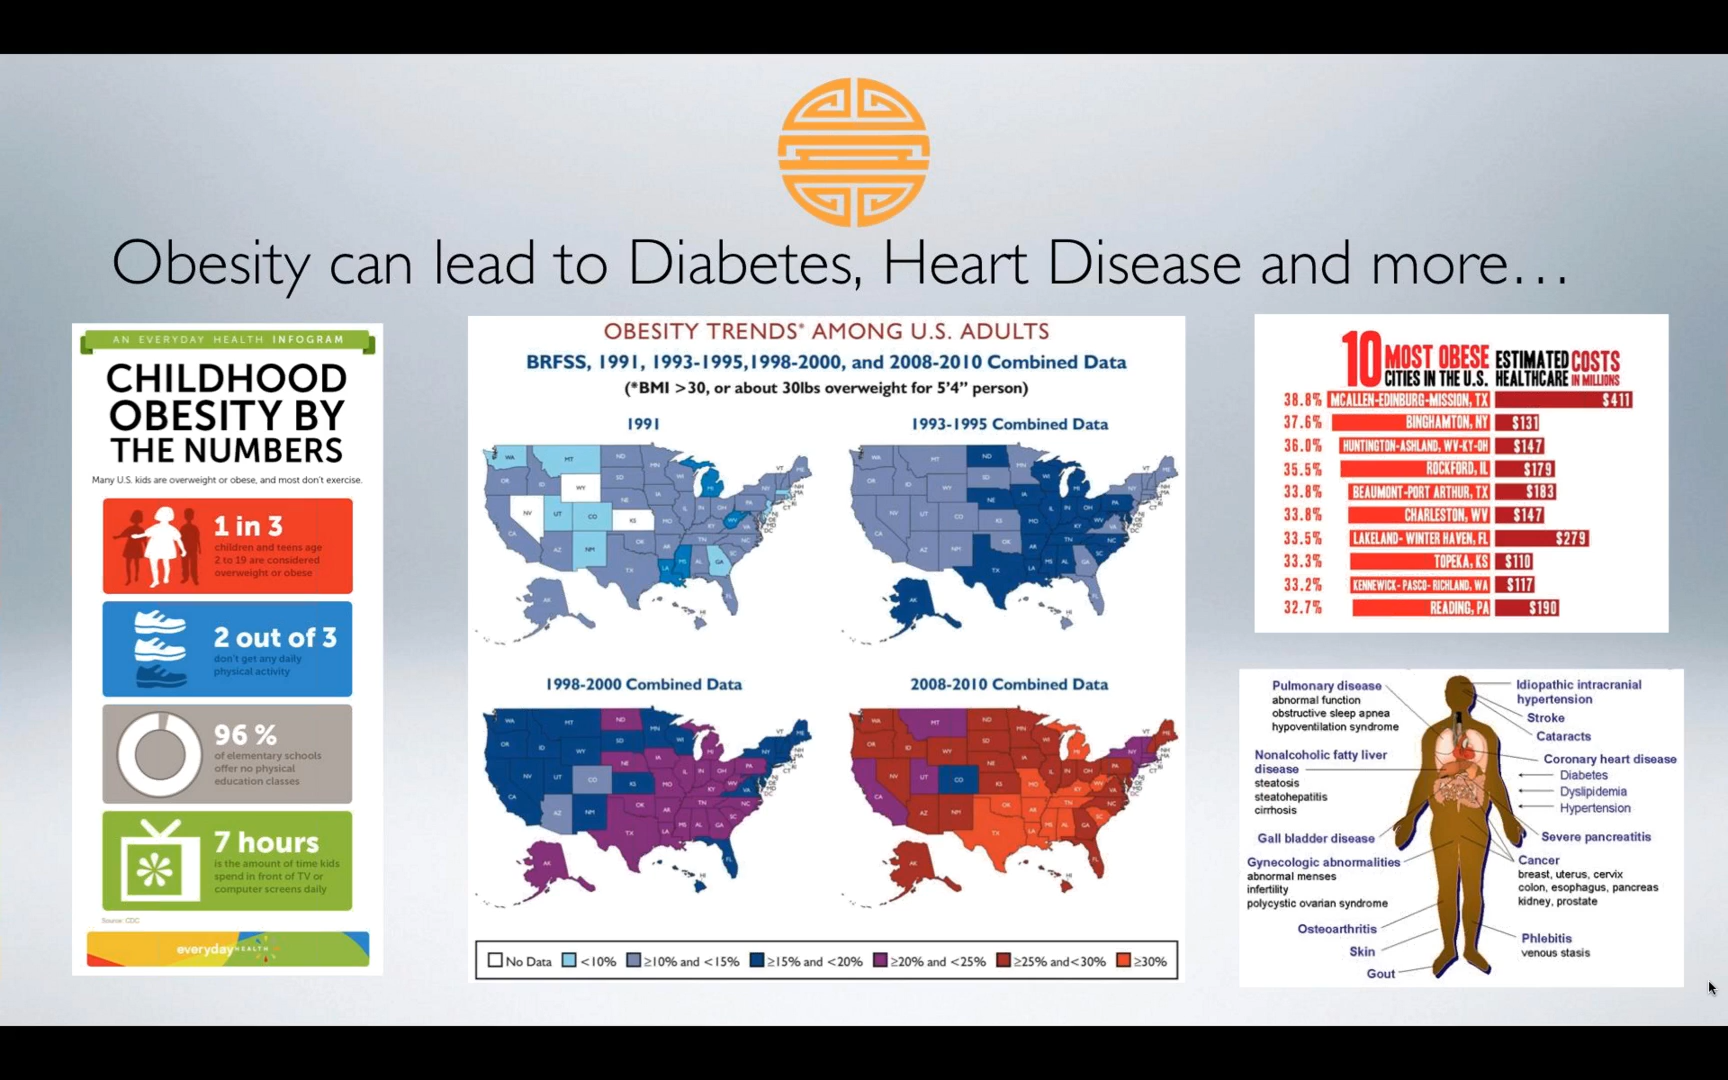 Obesity can lead to Diabetes, Heart Disease and more…
AN EVERYDAY HEALTH INFOGRAM
CHILDHOOD
OBESITY BY
THE NUMBERS
Many U.S. kids are overweight or obese, and most don't exercise.
1 in 3
children and teens age
2 to 19 are considered
overweight or obese
2 out of 3
don't get any daily
physical activity
96 %
of elementary schools
offer no physical
education classes
7 hours
is the amount of time kids
spend in front of TV or
computer screens daily
Source: CDC
everyday HEALTH
OBESITY TRENDS* AMONG U.S. ADULTS
BRFSS, 1991, 1993-1995,1998-2000, and 2008-2010 Combined Data
(*BMI >30, or about 30lbs overweight for 5'4” person)
1991
1993-1995 Combined Data
1998-2000 Combined Data
2008-2010 Combined Data
No Data <10% ≥10% and <15% ≥15% and <20% ≥20% and <25% ≥25% and<30% ≥30%
10 MOST OBESE
CITIES IN THE U.S.
ESTIMATED COSTS
HEALTHCARE IN MILLIONS
38.8% MCALLEN-EDINBURG-MISSION, TX $411
37.6% BINGHAMTON, NY $131
36.0% HUNTINGTON-ASHLAND, WV-KY-OH $147
35.5% ROCKFORD, IL $179
33.8% BEAUMONT-PORT ARTHUR, TX $183
33.8% CHARLESTON, WV $147
33.5% LAKELAND- WINTER HAVEN, FL $279
33.3% TOPEKA, KS $110
33.2% KENNEWICK- PASCO- RICHLAND, WA $117
32.7% READING, PA $190
Pulmonary disease
abnormal function
obstructive sleep apnea
hypoventilation syndrome
Nonalcoholic fatty liver
disease
steatosis
steatohepatitis
cirrhosis
Gall bladder disease
Gynecologic abnormalities
abnormal menses
infertility
polycystic ovarian syndrome
Osteoarthritis
Skin
Gout
Idiopathic intracranial
hypertension
Stroke
Cataracts
Coronary heart disease
Diabetes
Dyslipidemia
Hypertension
Severe pancreatitis
Cancer
breast, uterus, cervix
colon, esophagus, pancreas
kidney, prostate
Phlebitis
venous stasis